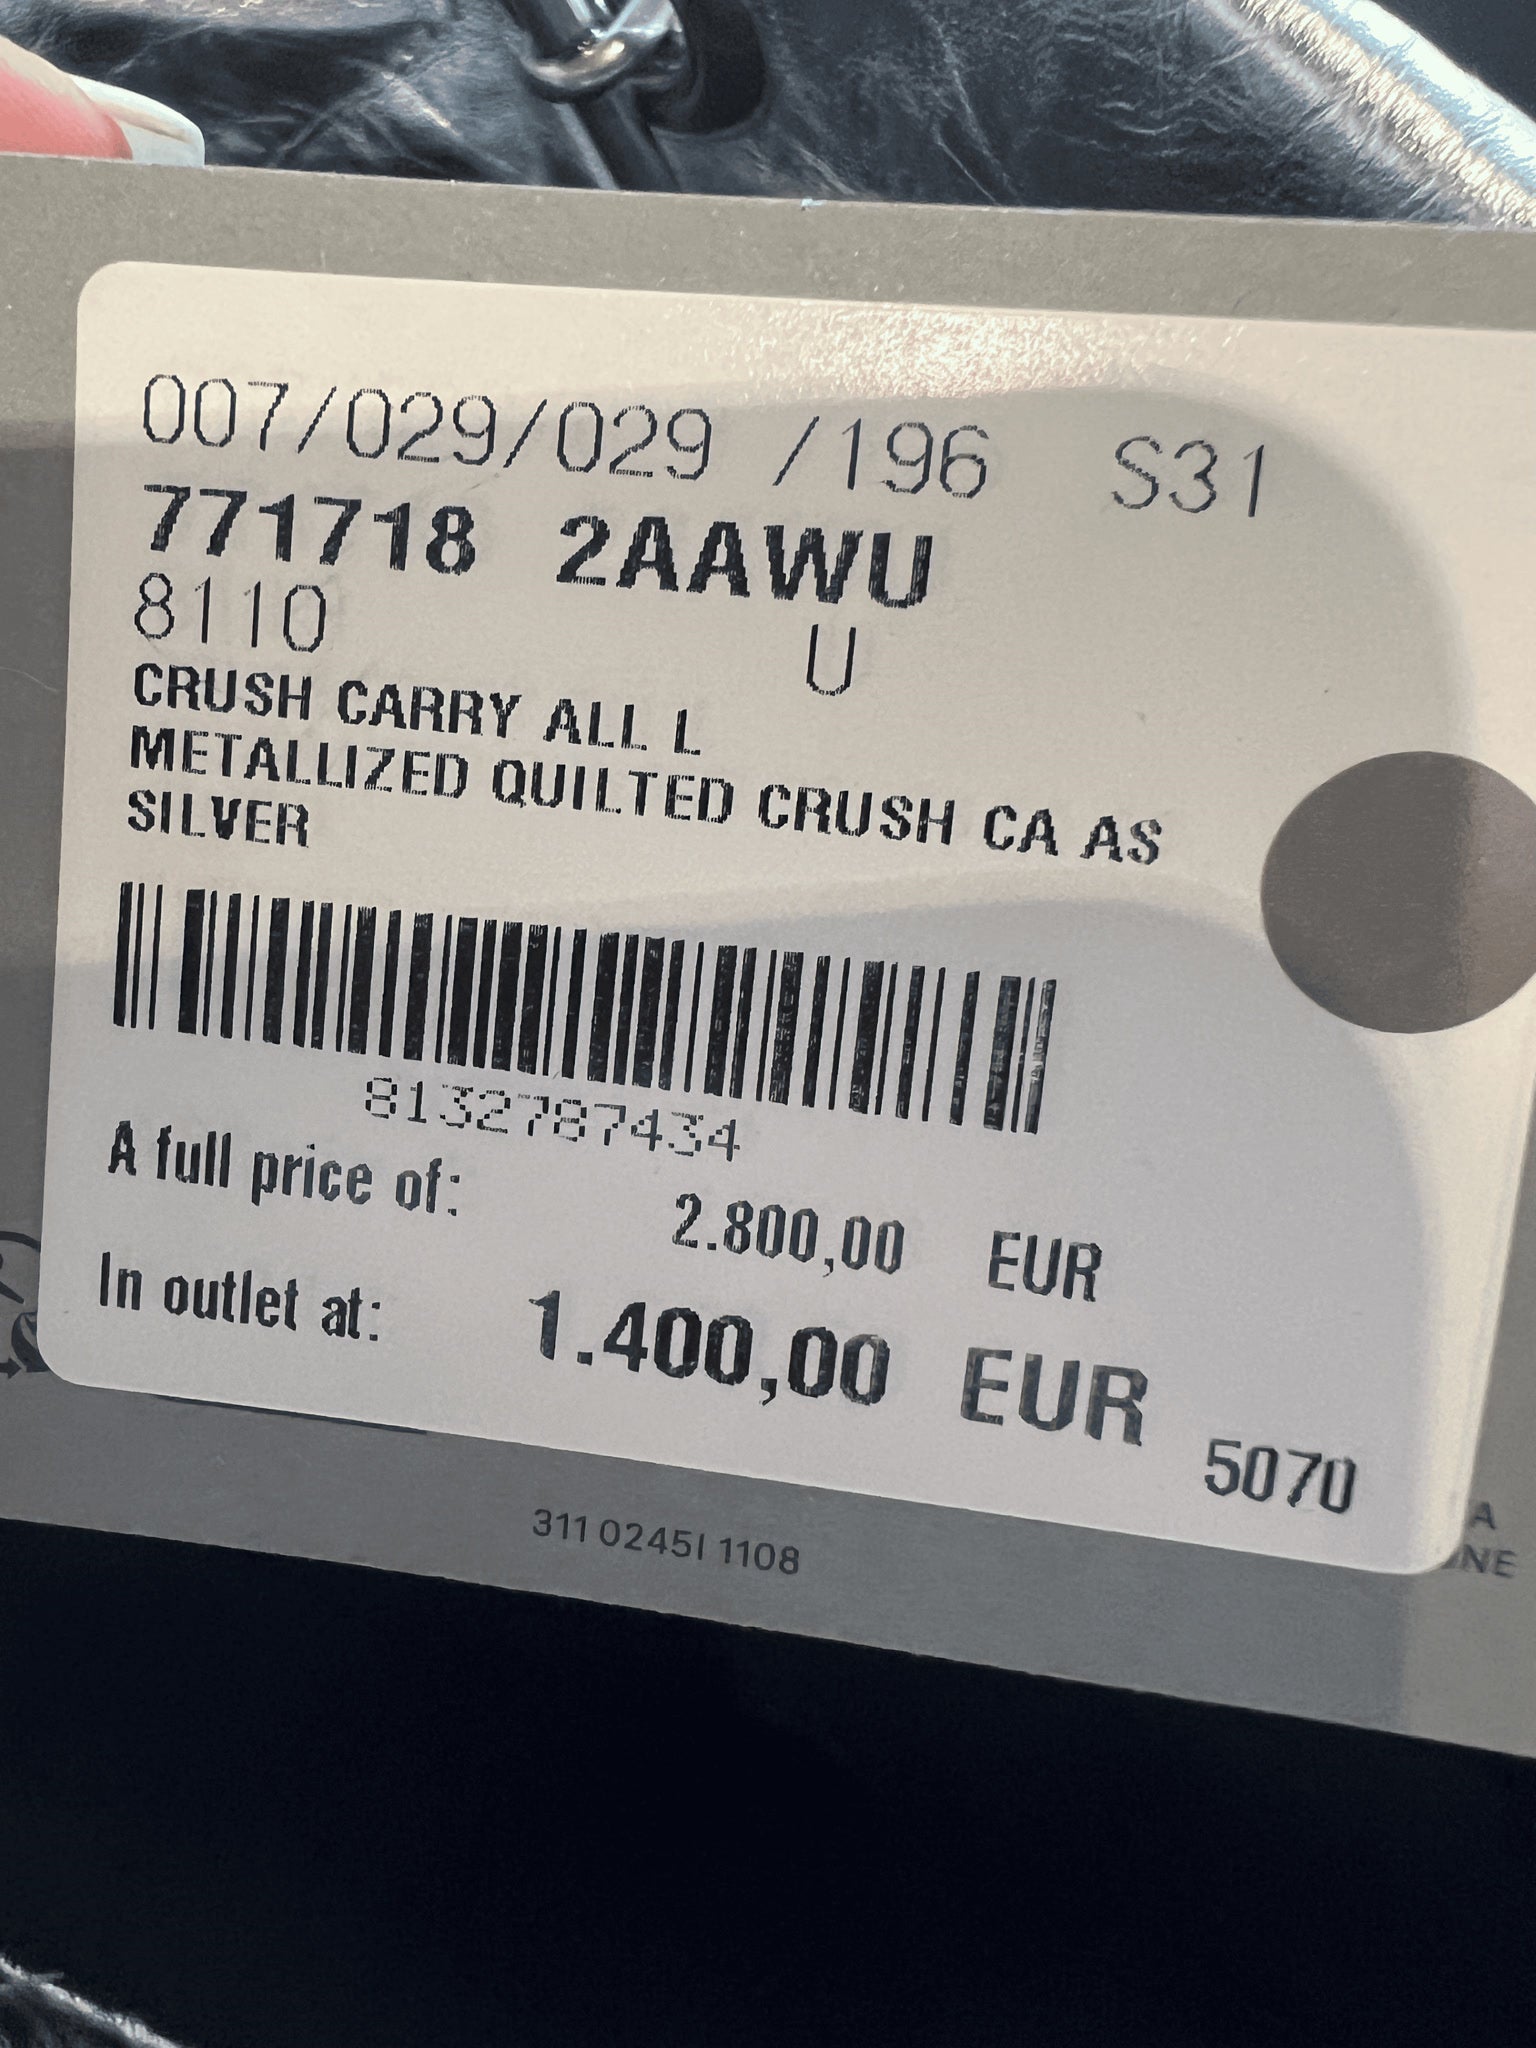 007/029/029 /196 S31
771718 2AAWU
8110 U
CRUSH CARRY ALL L
METALLIZED QUILTED CRUSH CA AS
SILVER
8132787434
A full price of: 2.800,00 EUR
In outlet at: 1.400,00 EUR
5070
311 0245I 1108